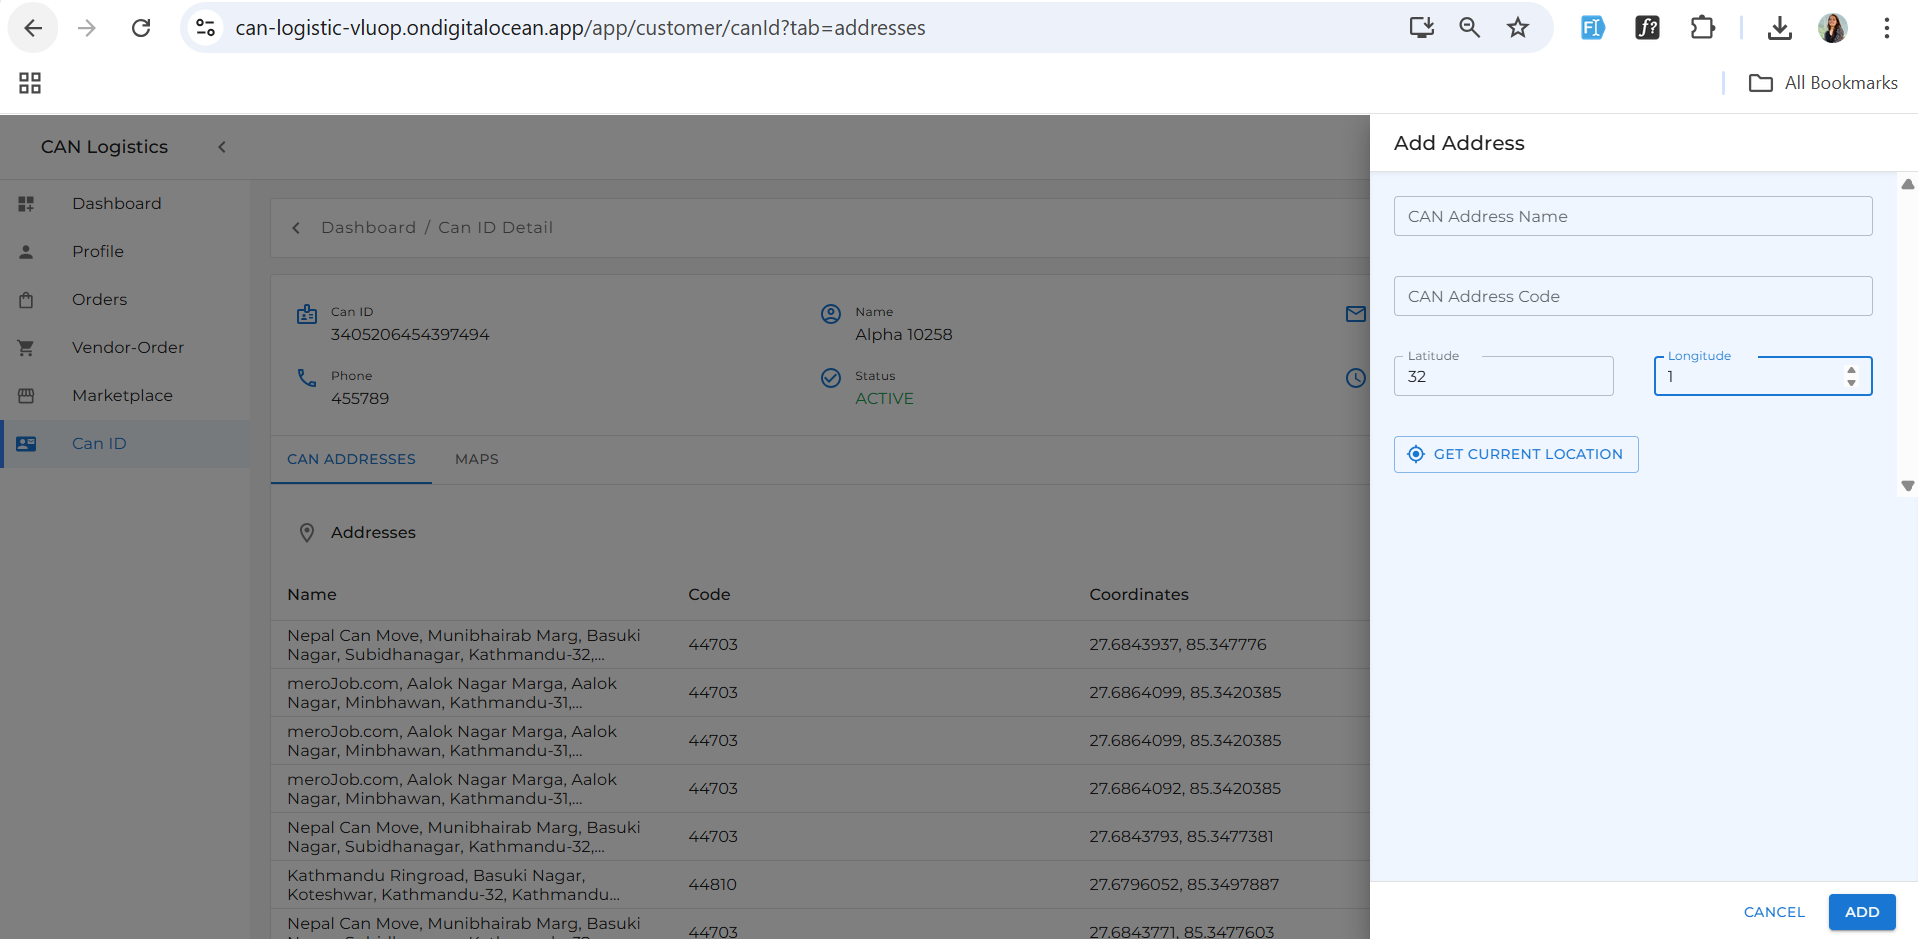 can-logistic-vluop.ondigitalocean.app/app/customer/canId?tab=addresses
All Bookmarks
CAN Logistics
Dashboard
Profile
Orders
Vendor-Order
Marketplace
Can ID
Dashboard / Can ID Detail
Can ID
3405206454397494
Name
Alpha 10258
Phone
455789
Status
ACTIVE
CAN ADDRESSES
MAPS
Addresses
Name Code Coordinates
Nepal Can Move, Munibhairab Marg, Basuki
Nagar, Subidhanagar, Kathmandu-32,...
44703
27.6843937, 85.347776
meroJob.com, Aalok Nagar Marga, Aalok
Nagar, Minbhawan, Kathmandu-31,...
44703
27.6864099, 85.3420385
meroJob.com, Aalok Nagar Marga, Aalok
Nagar, Minbhawan, Kathmandu-31,...
44703
27.6864099, 85.3420385
meroJob.com, Aalok Nagar Marga, Aalok
Nagar, Minbhawan, Kathmandu-31,...
44703
27.6864092, 85.3420385
Nepal Can Move, Munibhairab Marg, Basuki
Nagar, Subidhanagar, Kathmandu-32,...
44703
27.6843793, 85.3477381
Kathmandu Ringroad, Basuki Nagar,
Koteshwar, Kathmandu-32, Kathmandu...
44810
27.6796052, 85.3497887
Nepal Can Move, Munibhairab Marg, Basuki
44703
27.6843771, 85.3477603
Add Address
CAN Address Name
CAN Address Code
Latitude
32
Longitude
1
GET CURRENT LOCATION
CANCEL
ADD